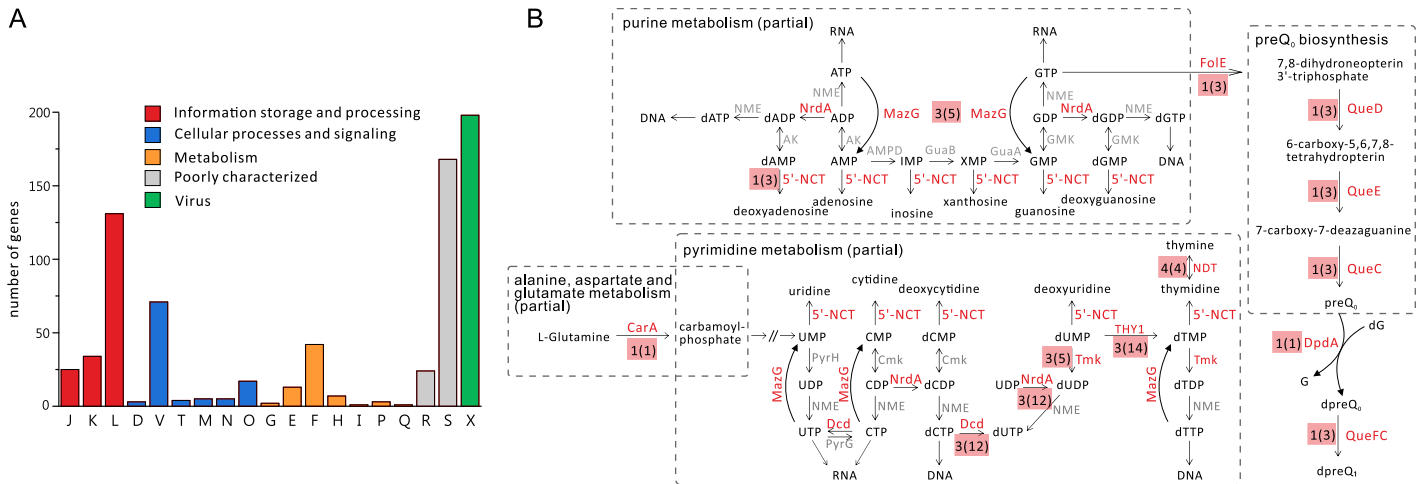 A
number of genes
200
150
100
50
0
Information storage and processing
Cellular processes and signaling
Metabolism
Poorly characterized
Virus
J K L D V T M N O G E F H I P Q R S X
B
purine metabolism (partial)
RNA RNA
ATP GTP
NME NME
MazG 3(5) MazG
DNA dATP NME dADP NrdA ADP GDP NrdA dGDP NME dGTP
AK AK AMPD GuaB GuaA GMK GMK
dAMP AMP IMP XMP GMP dGMP DNA
1(3) 5'-NCT 5'-NCT 5'-NCT 5'-NCT 5'-NCT 5'-NCT
deoxyadenosine adenosine inosine xanthosine guanosine deoxyguanosine
FolE
1(3)
preQ₀ biosynthesis
7,8-dihydroneopterin
3'-triphosphate
1(3) QueD
6-carboxy-5,6,7,8-
tetrahydropterin
1(3) QueE
7-carboxy-7-deazaguanine
1(3) QueC
preQ₀
dG
1(1) DpdA
G
dpreQ₀
1(3) QueFC
dpreQ₁
alanine, aspartate and
glutamate metabolism
(partial)
L-Glutamine CarA carbamoyl-
1(1) phosphate
pyrimidine metabolism (partial)
thymine
4(4) NDT
uridine cytidine deoxycytidine deoxyuridine thymidine
5'-NCT 5'-NCT 5'-NCT 5'-NCT 5'-NCT
UMP CMP dCMP dUMP THY1 dTMP
3(14)
PyrH Cmk Cmk 3(5) Tmk Tmk
MazG MazG MazG
UDP CDP NrdA dCDP UDP NrdA dUDP dTDP
3(12)
NME NME NME NME NME
UTP Dcd CTP dCTP Dcd dUTP dTTP
PyrG 3(12)
RNA DNA DNA